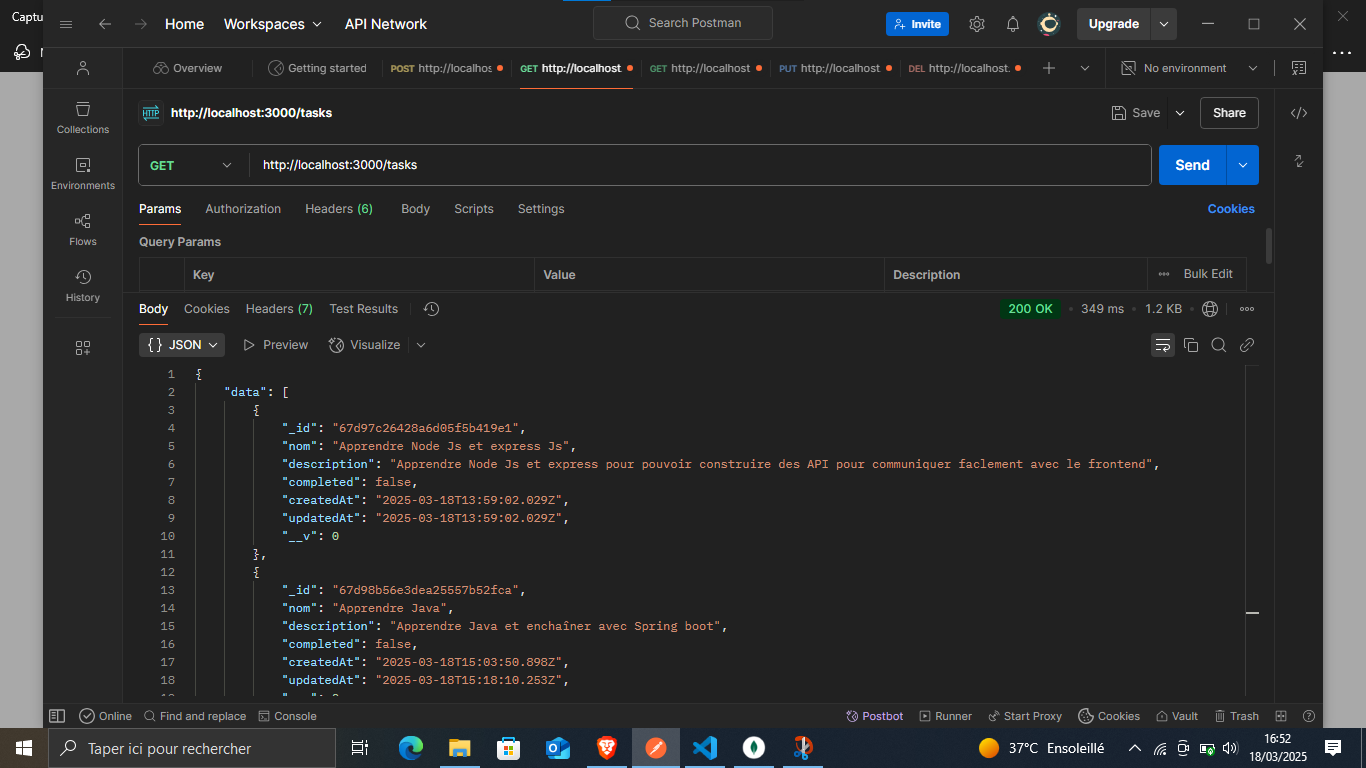 Captu
Home Workspaces API Network
Search Postman
Invite
Upgrade
Overview
Getting started
POST http://localhos
GET http://localhost
GET http://localhost
PUT http://localhost
DEL http://localhost.
No environment
HTTP http://localhost:3000/tasks
Save
Share
GET http://localhost:3000/tasks
Send
Collections
Environments
Flows
History
Params Authorization Headers (6) Body Scripts Settings
Cookies
Query Params
Key Value Description
Bulk Edit
Body Cookies Headers (7) Test Results
200 OK • 349 ms • 1.2 KB •
{} JSON
Preview
Visualize
1 {
2 "data": [
3 {
4 "_id": "67d97c26428a6d05f5b419e1",
5 "nom": "Apprendre Node Js et express Js",
6 "description": "Apprendre Node Js et express pour pouvoir construire des API pour communiquer faclement avec le frontend",
7 "completed": false,
8 "createdAt": "2025-03-18T13:59:02.029Z",
9 "updatedAt": "2025-03-18T13:59:02.029Z",
10 "__v": 0
11 },
12 {
13 "_id": "67d98b56e3dea25557b52fca",
14 "nom": "Apprendre Java",
15 "description": "Apprendre Java et enchaîner avec Spring boot",
16 "completed": false,
17 "createdAt": "2025-03-18T15:03:50.898Z",
18 "updatedAt": "2025-03-18T15:18:10.253Z",
Online Find and replace Console
Postbot Runner Start Proxy Cookies Vault Trash
Taper ici pour rechercher
37°C Ensoleillé
16:52
18/03/2025